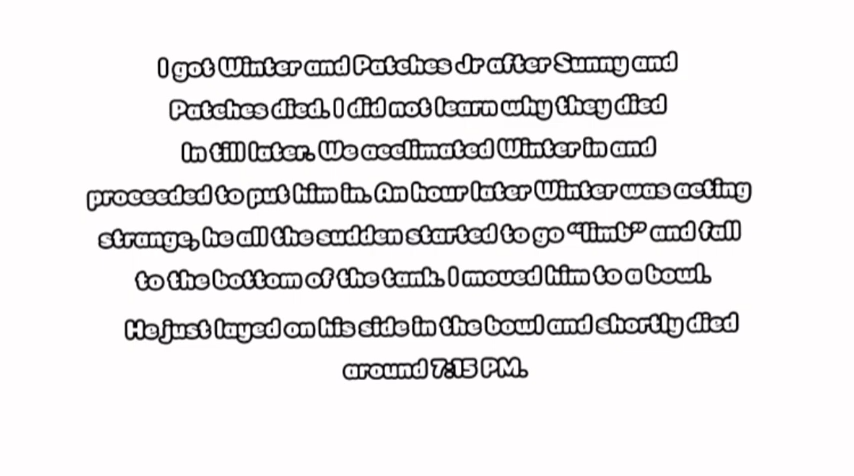 I got Winter and Patches Jr after Sunny and
Patches died. I did not learn why they died
In till later. We acclimated Winter in and
proceeded to put him in. An hour later Winter was acting
strange, he all the sudden started to go “limb” and fall
to the bottom of the tank. I moved him to a bowl.
He just layed on his side in the bowl and shortly died
around 7:15 PM.